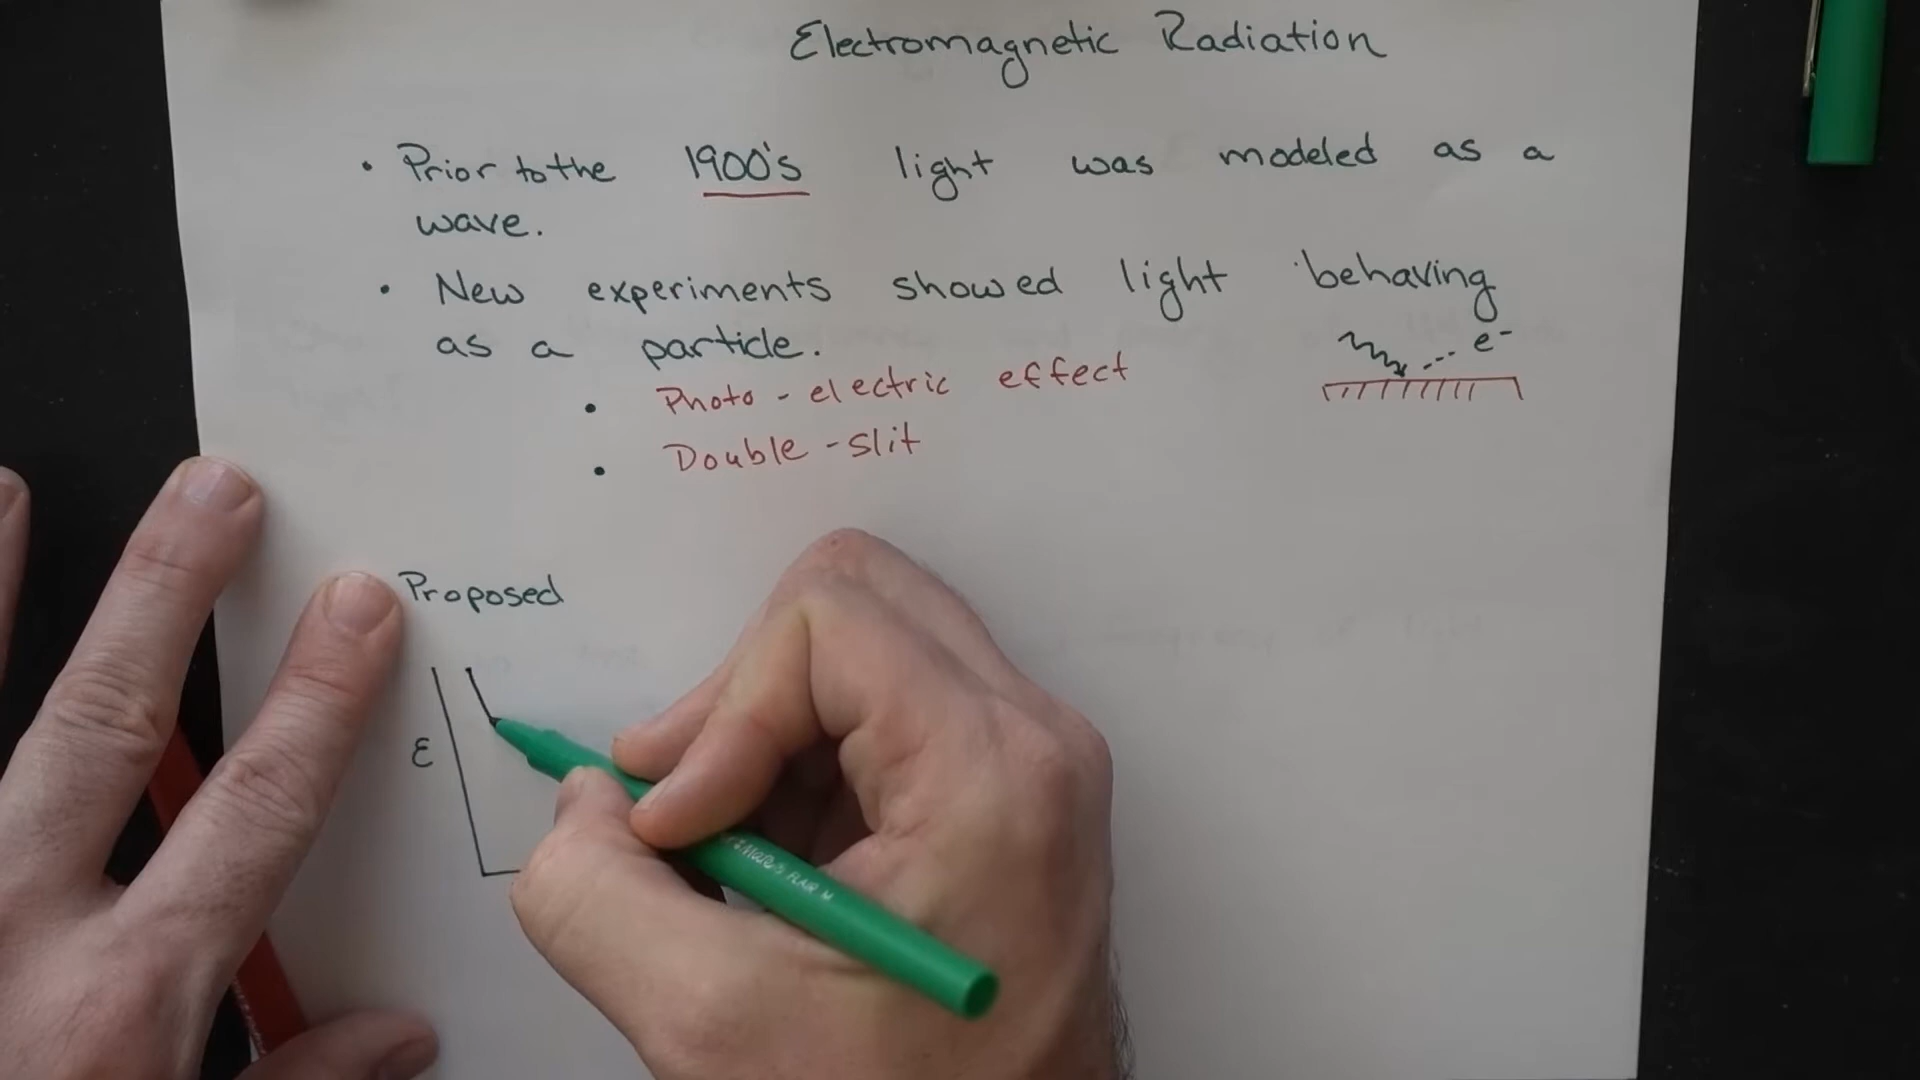 Electromagnetic Radiation
• Prior to the 1900's light was modeled as a
wave.
• New experiments showed light behaving
as a particle.
e-
• Photo - electric effect
• Double - slit
Proposed
ε
FLAIR M